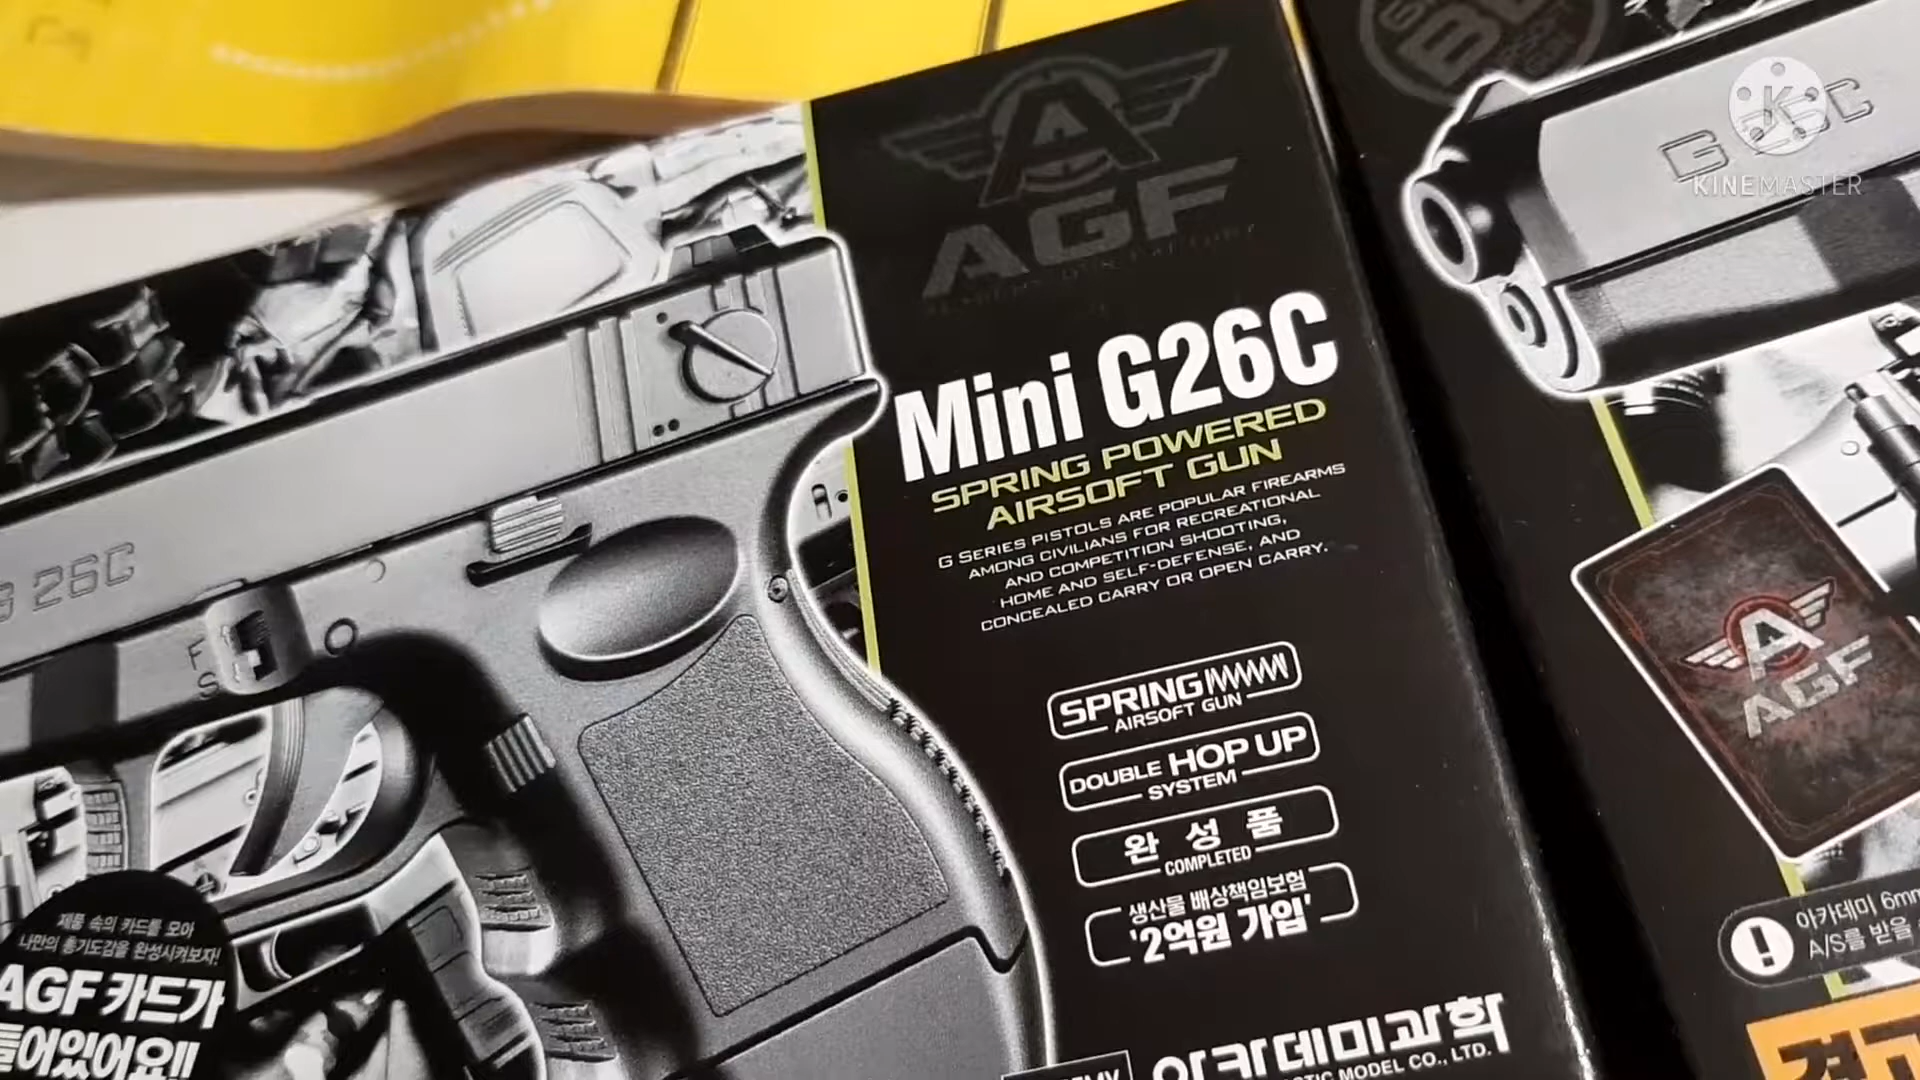 AGF
Mini G26C
SPRING POWERED
AIRSOFT GUN
G SERIES PISTOLS ARE POPULAR FIREARMS
AMONG CIVILIANS FOR RECREATIONAL
AND COMPETITION SHOOTING,
HOME AND SELF-DEFENSE, AND
CONCEALED CARRY OR OPEN CARRY.
SPRING
AIRSOFT GUN
DOUBLE HOP UP
SYSTEM
완성품
COMPLETED
생산물 배상책임보험
'2억원 가입'
아카데미과학
MODEL CO., LTD.
26C
F
S
제품 속의 카드를 모아
나만의 총기도감을 완성시켜보자!
AGF 카드가
들어있어요!!
G 26C
KINEMASTER
A
AGF
아카데미 6mm
A/S를 받을
경고